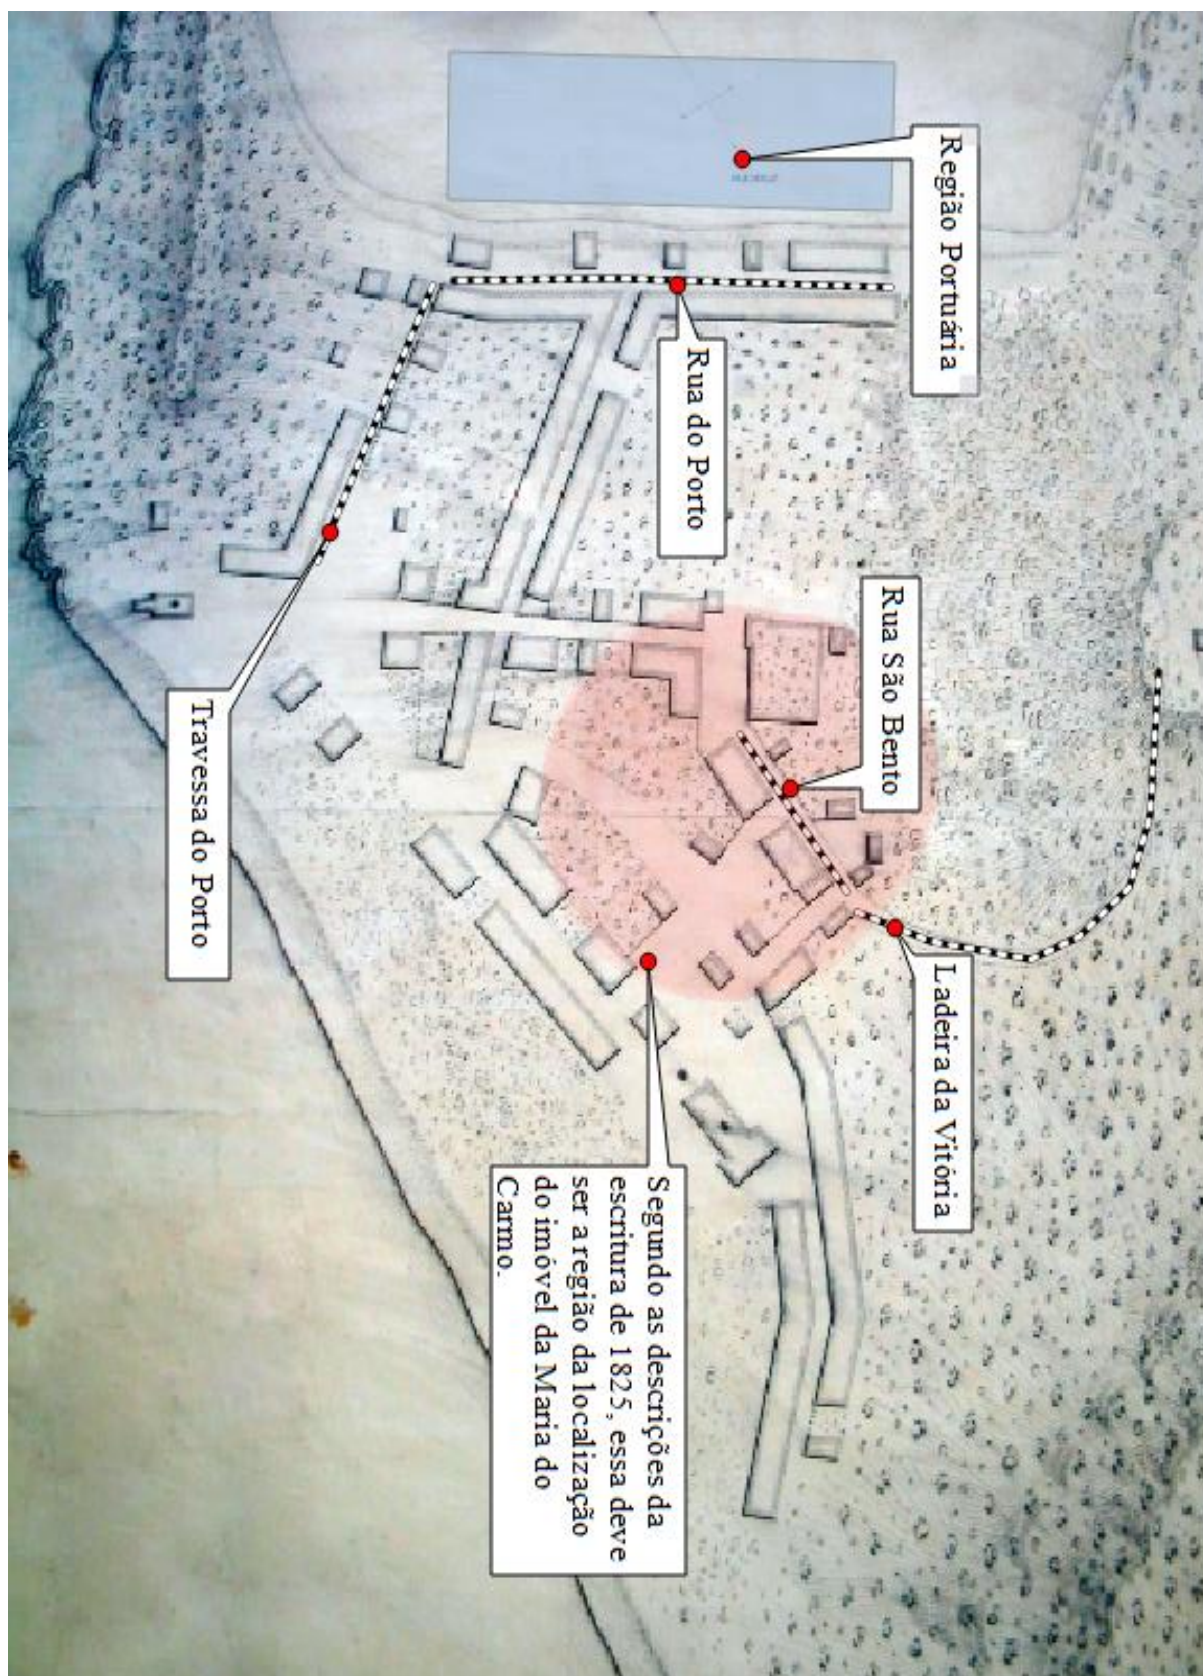 Região Portuária
Rua do Porto
Rua São Bento
Ladeira da Vitória
Travessa do Porto
Segundo as descrições da
escritura de 1825, essa deve
ser a região da localização
do imóvel da Maria do
Carmo.